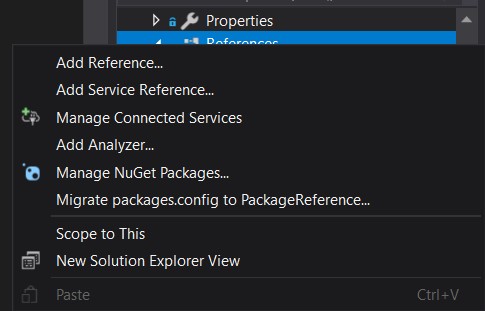 Properties
References
Add Reference...
Add Service Reference...
Manage Connected Services
Add Analyzer...
Manage NuGet Packages...
Migrate packages.config to PackageReference...
Scope to This
New Solution Explorer View
Paste Ctrl+V